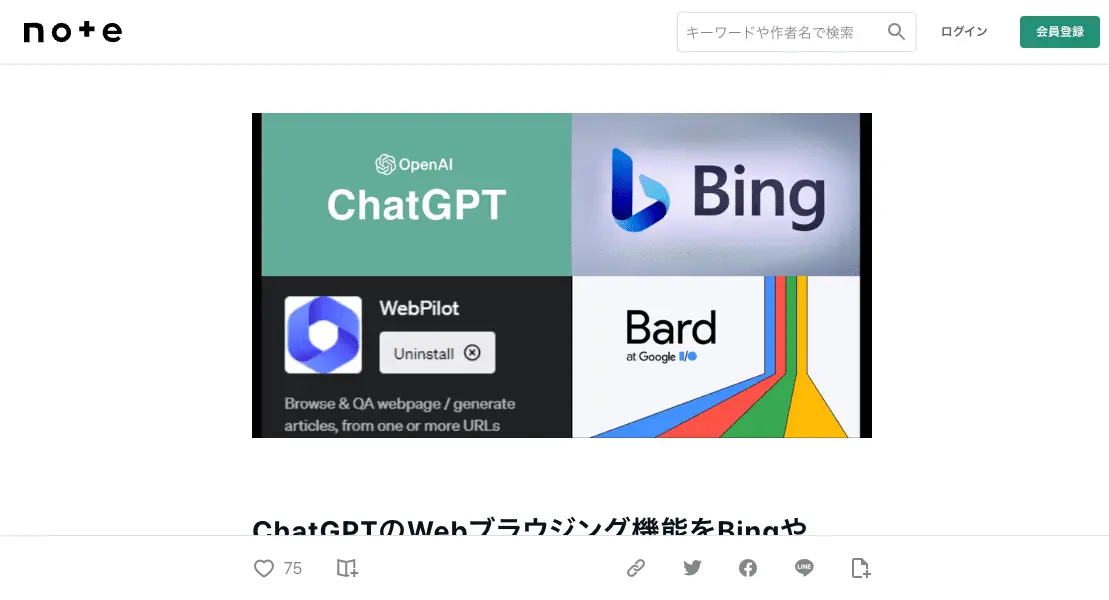 note
キーワードや作者名で検索
ログイン
会員登録
OpenAI
ChatGPT
Bing
WebPilot
Uninstall
Browse & QA webpage / generate
articles, from one or more URLs
Bard
at Google I/O
ChatGPTのWebブラウジング機能をBingや
75
LINE